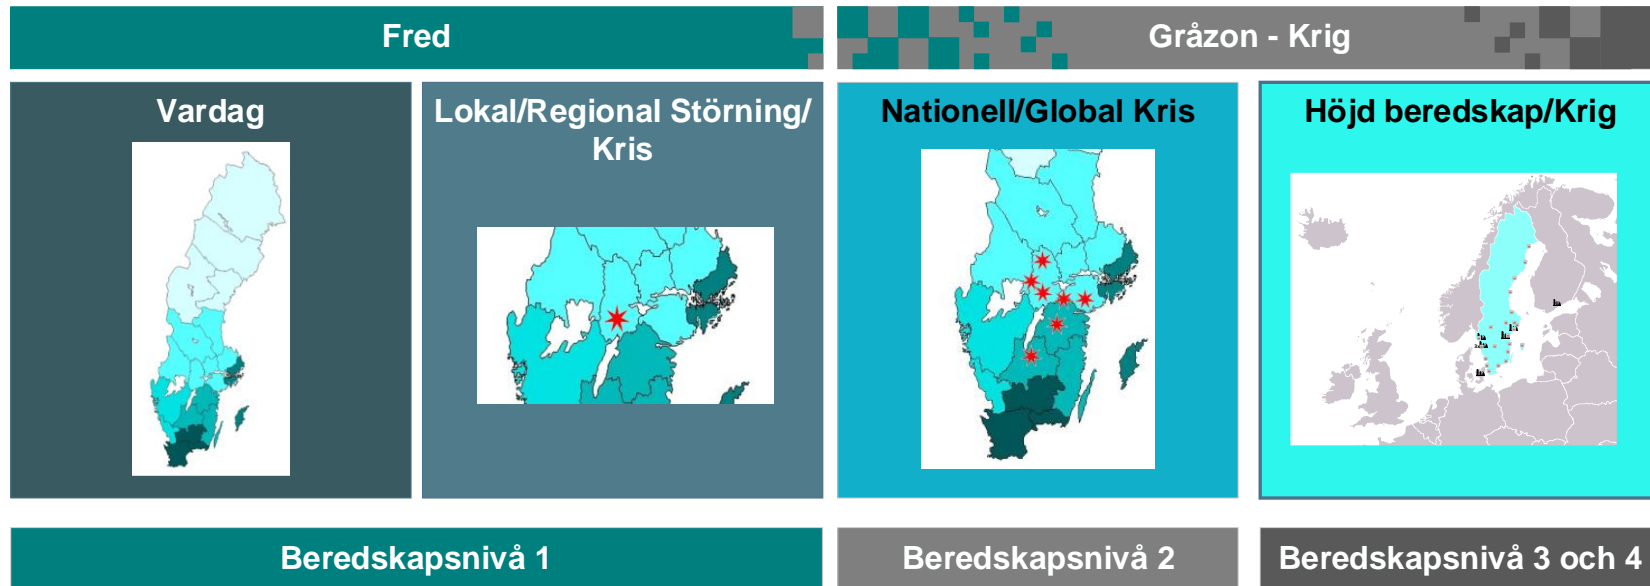 Fred
Gråzon - Krig
Vardag
Lokal/Regional Störning/
Kris
Nationell/Global Kris
Höjd beredskap/Krig
Beredskapsnivå 1
Beredskapsnivå 2
Beredskapsnivå 3 och 4